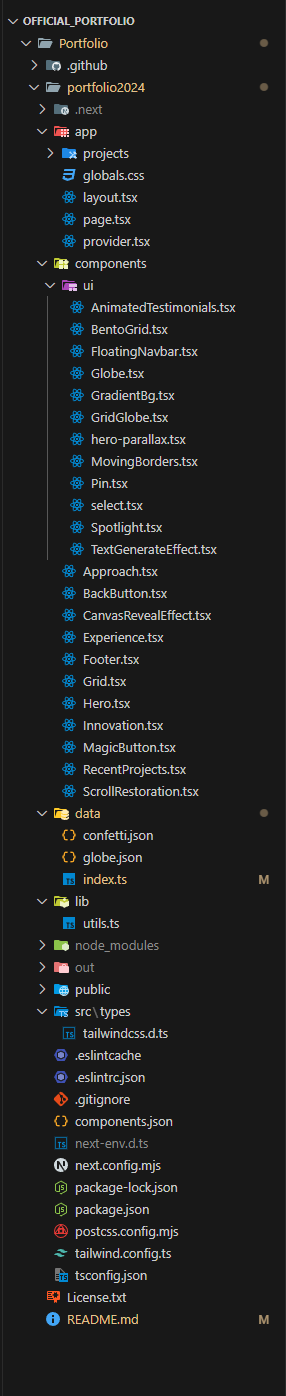 OFFICIAL_PORTFOLIO
Portfolio
.github
portfolio2024
.next
app
projects
globals.css
layout.tsx
page.tsx
provider.tsx
components
ui
AnimatedTestimonials.tsx
BentoGrid.tsx
FloatingNavbar.tsx
Globe.tsx
GradientBg.tsx
GridGlobe.tsx
hero-parallax.tsx
MovingBorders.tsx
Pin.tsx
select.tsx
Spotlight.tsx
TextGenerateEffect.tsx
Approach.tsx
BackButton.tsx
CanvasRevealEffect.tsx
Experience.tsx
Footer.tsx
Grid.tsx
Hero.tsx
Innovation.tsx
MagicButton.tsx
RecentProjects.tsx
ScrollRestoration.tsx
data
confetti.json
globe.json
index.ts M
lib
utils.ts
node_modules
out
public
src\types
tailwindcss.d.ts
.eslintcache
.eslintrc.json
.gitignore
components.json
next-env.d.ts
next.config.mjs
package-lock.json
package.json
postcss.config.mjs
tailwind.config.ts
tsconfig.json
License.txt
README.md M